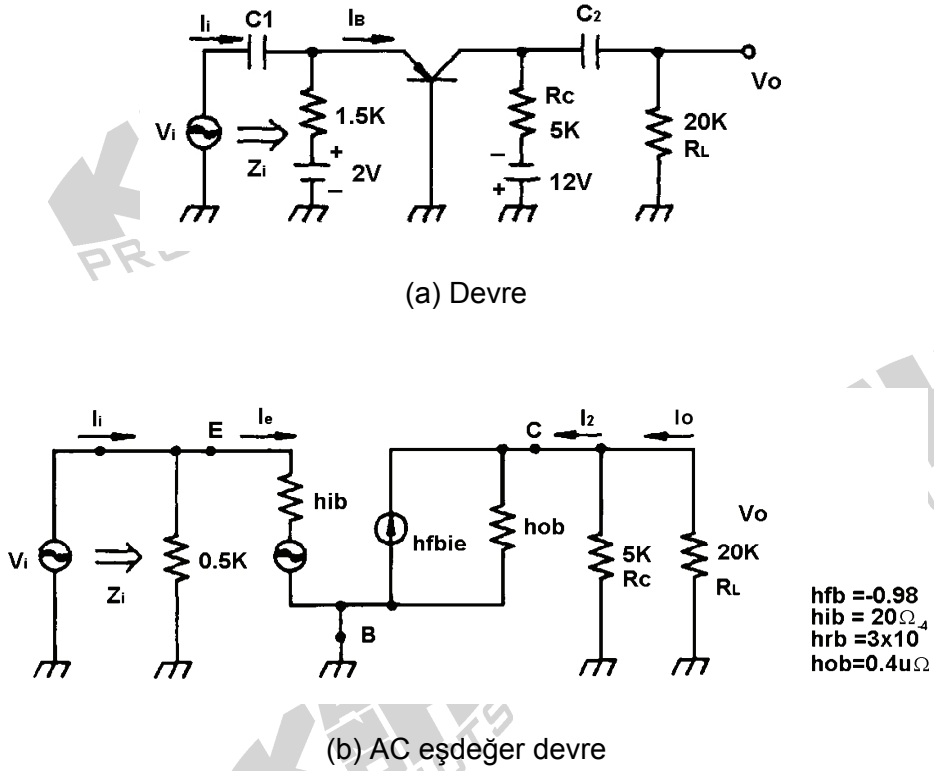 Ii C1 IB C2
Vi Zi 1.5K + 2V − Rc 5K − + 12V 20K RL Vo
PR
(a) Devre
Ii E Ie C I2 Io
Vi Zi 0.5K hib hfbie hob 5K Rc 20K RL Vo
B
hfb =-0.98
hib = 20Ω
hrb =3x10-4
hob=0.4uΩ
UTS
(b) AC eşdeğer devre